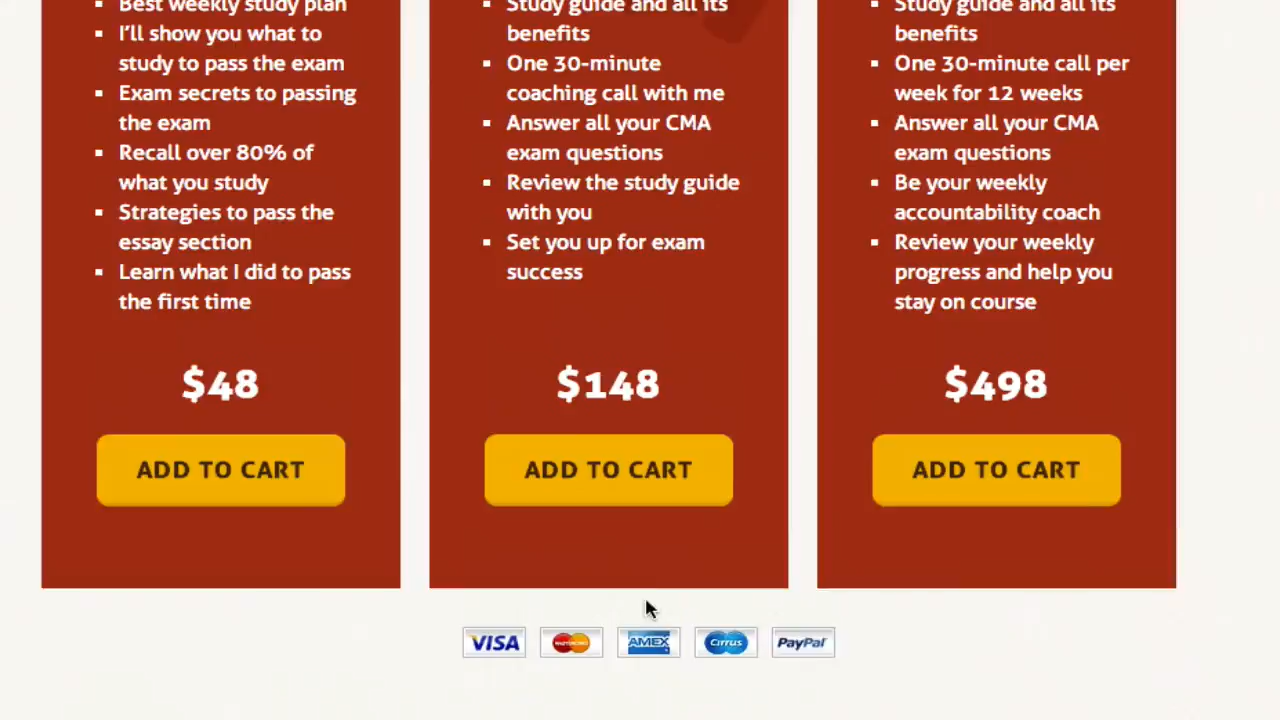 Best weekly study plan
I'll show you what to
study to pass the exam
Exam secrets to passing
the exam
Recall over 80% of
what you study
Strategies to pass the
essay section
Learn what I did to pass
the first time
$48
ADD TO CART
Study guide and all its
benefits
One 30-minute
coaching call with me
Answer all your CMA
exam questions
Review the study guide
with you
Set you up for exam
success
$148
ADD TO CART
Study guide and all its
benefits
One 30-minute call per
week for 12 weeks
Answer all your CMA
exam questions
Be your weekly
accountability coach
Review your weekly
progress and help you
stay on course
$498
ADD TO CART
VISA MasterCard AMEX Cirrus PayPal